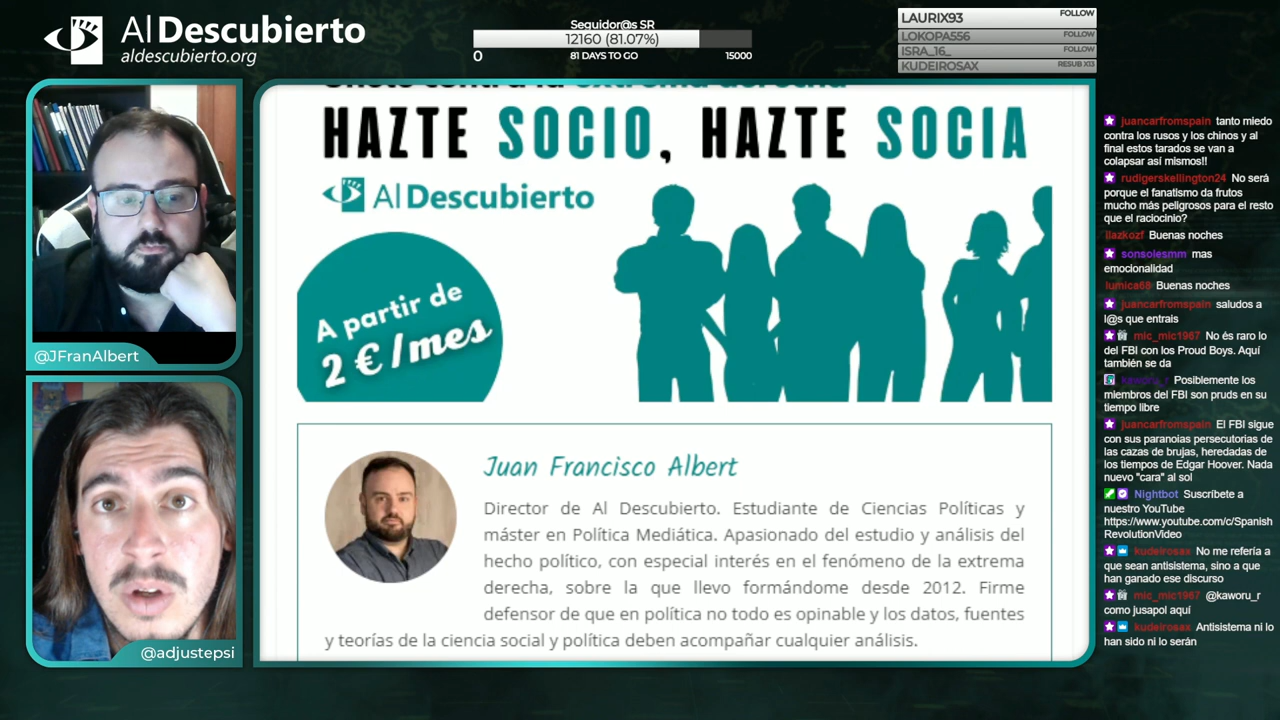 Al Descubierto
aldescubierto.org
Seguidor@s SR
12160 (81.07%)
0
81 DAYS TO GO
15000
LAURIX93 FOLLOW
LOKOPA556 FOLLOW
ISRA_16_ FOLLOW
KUDEIROSAX RESUB X13
@JFranAlbert
@adjustepsi
Únete contra la extrema derecha
HAZTE SOCIO, HAZTE SOCIA
Al Descubierto
A partir de
2 €/mes
Juan Francisco Albert
Director de Al Descubierto. Estudiante de Ciencias Políticas y
máster en Política Mediática. Apasionado del estudio y análisis del
hecho político, con especial interés en el fenómeno de la extrema
derecha, sobre la que llevo formándome desde 2012. Firme
defensor de que en política no todo es opinable y los datos, fuentes
y teorías de la ciencia social y política deben acompañar cualquier análisis.
juancarfromspain tanto miedo
contra los rusos y los chinos y al
final estos tarados se van a
colapsar así mismos!!
rudigerskellington24 No será
porque el fanatismo da frutos
mucho más peligrosos para el resto
que el raciocinio?
ilazkozf Buenas noches
sonsolesmm mas
emocionalidad
lumica68 Buenas noches
juancarfromspain saludos a
l@s que entrais
mic_mic1967 No és raro lo
del FBI con los Proud Boys. Aquí
también se da
kaworu_r Posiblemente los
miembros del FBI son pruds en su
tiempo libre
juancarfromspain El FBI sigue
con sus paranoias persecutorias de
las cazas de brujas, heredadas de
los tiempos de Edgar Hoover. Nada
nuevo "cara" al sol
Nightbot Suscríbete a
nuestro YouTube
https://www.youtube.com/c/Spanish
RevolutionVideo
kudeirosax No me refería a
que sean antisistema, sino a que
han ganado ese discurso
mic_mic1967 @kaworu_r
como jusapol aquí
kudeirosax Antisistema ni lo
han sido ni lo serán